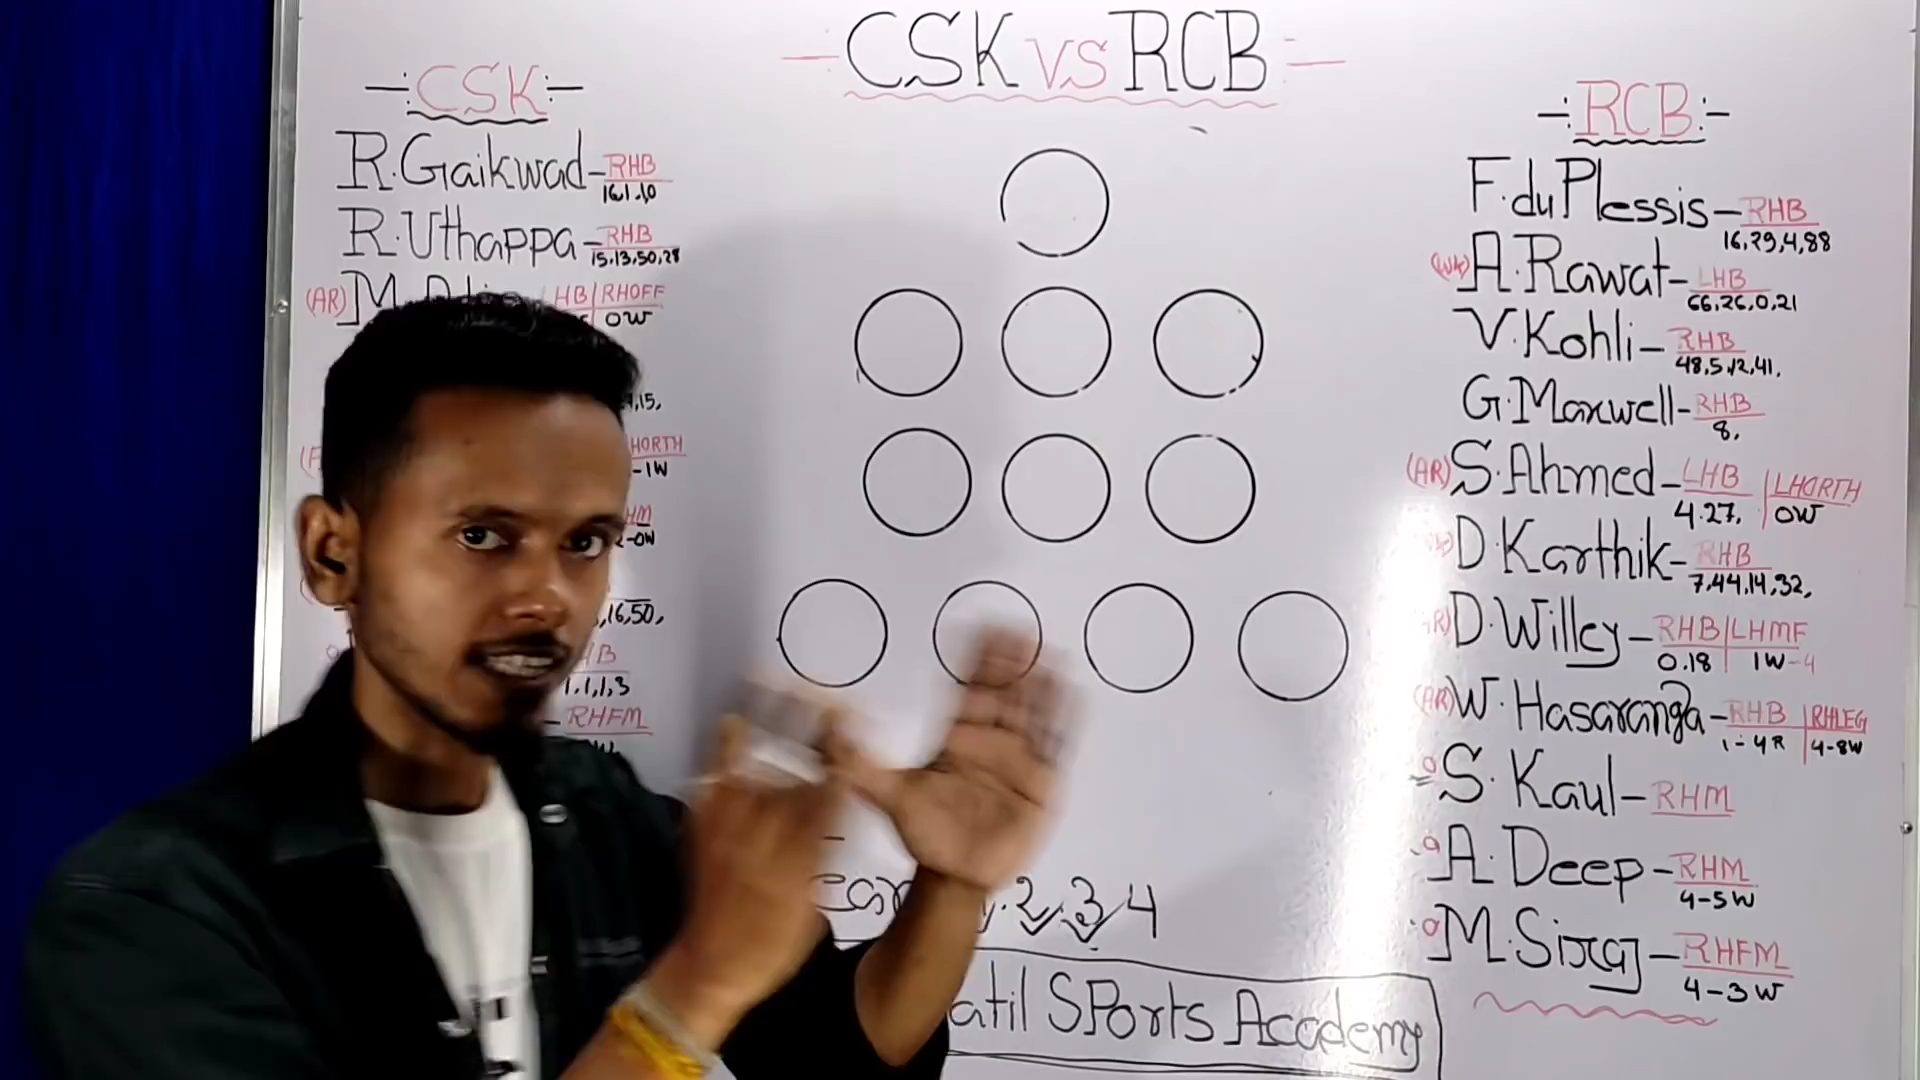 CSK VS RCB
-:CSK:-
R.Gaikwad-RHB
16.1.10
R.Uthappa-RHB
15.13,50,28
(AR) M. HB|RHOFF
0W
,15,
HORTH
-1W
HM
-0W
,16,50,
HB
1,1,1,3
- RHFM
W
-:RCB:-
F.du Plessis-RHB
16,29,4,88
(WK) A.Rawat-LHB
66,26,0,21
V.Kohli-RHB
48,5,12,41,
G.Maxwell-RHB
8,
(AR) S.Ahmed-LHB | LHORTH
4.27, | 0W
D.Karthik-RHB
7,44,14,32,
D.Willey-RHB|LHMF
0.18 | 1W-4
(AR) W.Hasaranga-RHB |RHLEG
1-4R |4-8W
S.Kaul-RHM
A.Deep-RHM
4-5W
M.Siraj-RHFM
4-3W
2.3 4
atil SPorts Academy